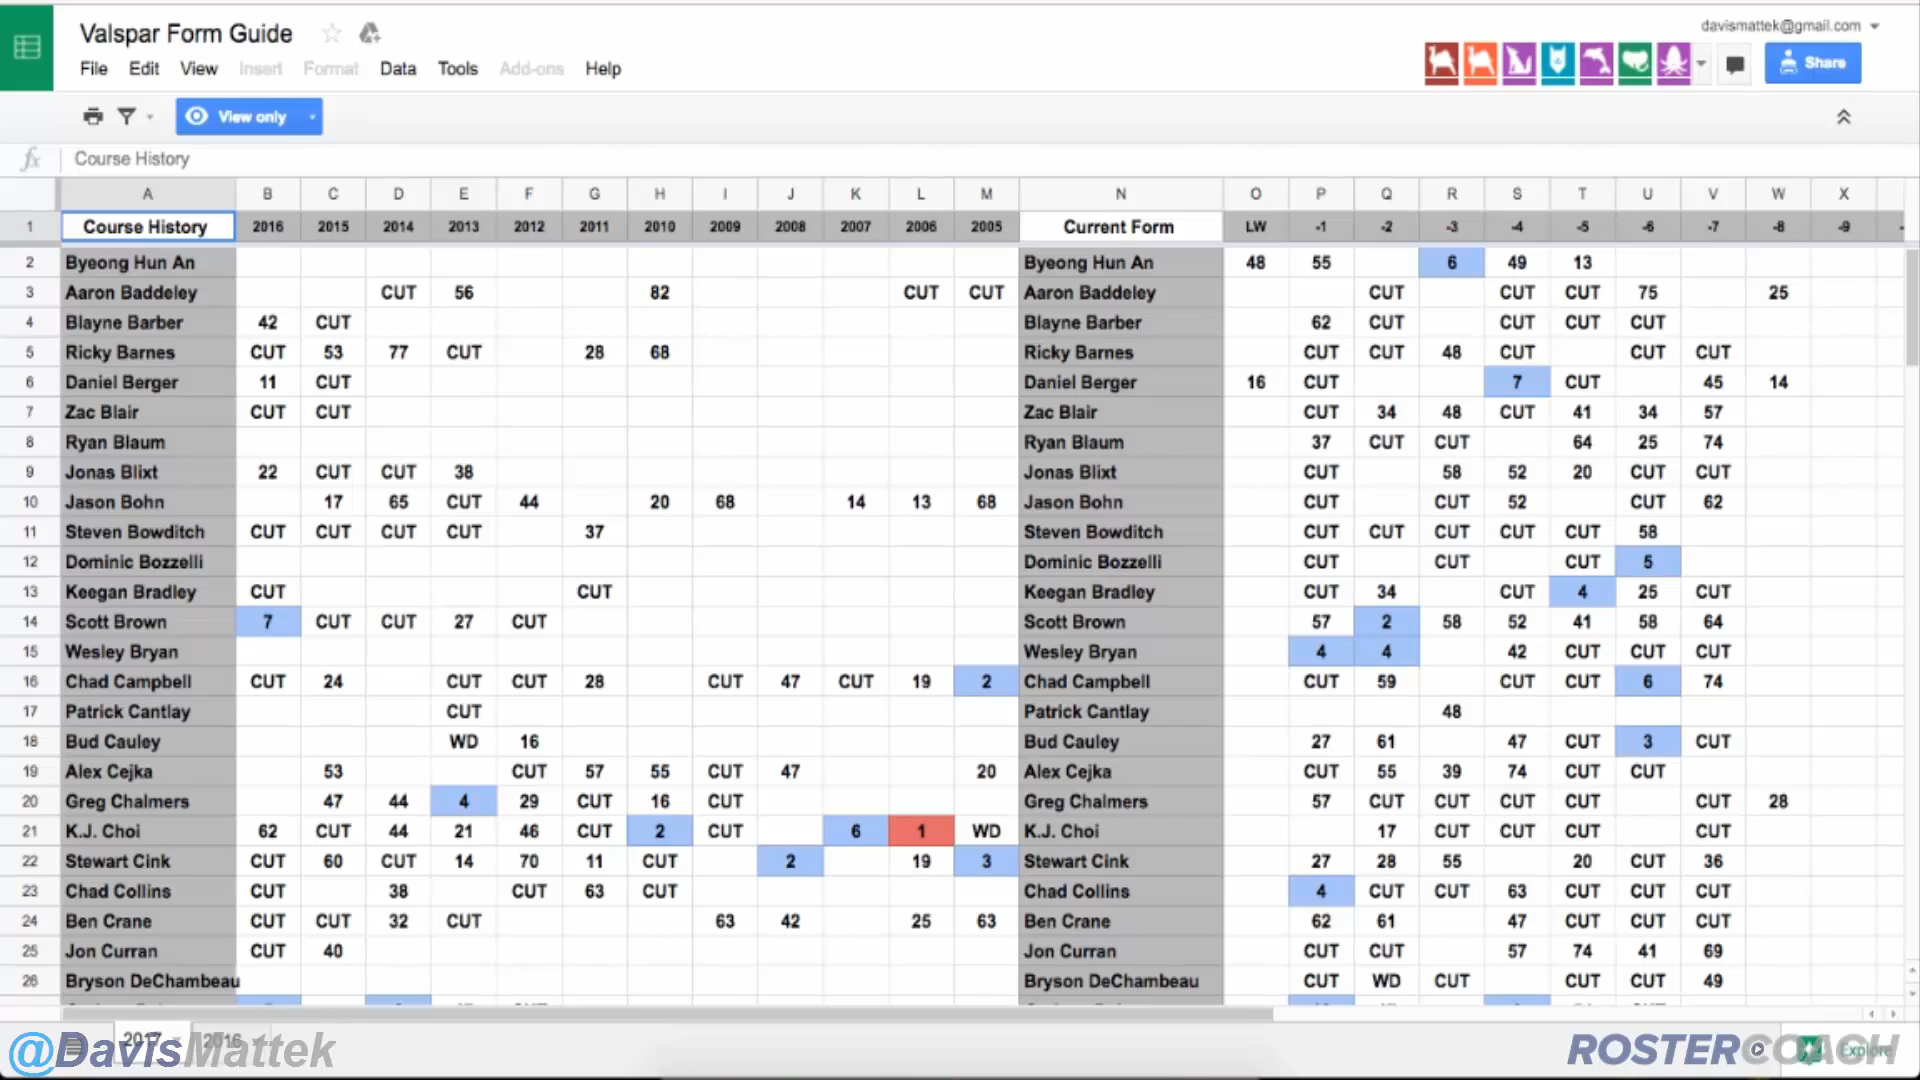 Valspar Form Guide
davismattek@gmail.com
File Edit View Insert Format Data Tools Add-ons Help
Share
View only
fx Course History
A B C D E F G H I J K L M N O P Q R S T U V W X
1 Course History 2016 2015 2014 2013 2012 2011 2010 2009 2008 2007 2006 2005 Current Form LW -1 -2 -3 -4 -5 -6 -7 -8 -9
2 Byeong Hun An Byeong Hun An 48 55 6 49 13
3 Aaron Baddeley CUT 56 82 CUT CUT Aaron Baddeley CUT CUT CUT 75 25
4 Blayne Barber 42 CUT Blayne Barber 62 CUT CUT CUT CUT
5 Ricky Barnes CUT 53 77 CUT 28 68 Ricky Barnes CUT CUT 48 CUT CUT CUT
6 Daniel Berger 11 CUT Daniel Berger 16 CUT 7 CUT 45 14
7 Zac Blair CUT CUT Zac Blair CUT 34 48 CUT 41 34 57
8 Ryan Blaum Ryan Blaum 37 CUT CUT 64 25 74
9 Jonas Blixt 22 CUT CUT 38 Jonas Blixt CUT 58 52 20 CUT CUT
10 Jason Bohn 17 65 CUT 44 20 68 14 13 68 Jason Bohn CUT CUT 52 CUT 62
11 Steven Bowditch CUT CUT CUT CUT 37 Steven Bowditch CUT CUT CUT CUT CUT 58
12 Dominic Bozzelli Dominic Bozzelli CUT CUT CUT 5
13 Keegan Bradley CUT CUT Keegan Bradley CUT 34 CUT 4 25 CUT
14 Scott Brown 7 CUT CUT 27 CUT Scott Brown 57 2 58 52 41 58 64
15 Wesley Bryan Wesley Bryan 4 4 42 CUT CUT CUT
16 Chad Campbell CUT 24 CUT CUT 28 CUT 47 CUT 19 2 Chad Campbell CUT 59 CUT CUT 6 74
17 Patrick Cantlay CUT Patrick Cantlay 48
18 Bud Cauley WD 16 Bud Cauley 27 61 47 CUT 3 CUT
19 Alex Cejka 53 CUT 57 55 CUT 47 20 Alex Cejka CUT 55 39 74 CUT CUT
20 Greg Chalmers 47 44 4 29 CUT 16 CUT Greg Chalmers 57 CUT CUT CUT CUT CUT 28
21 K.J. Choi 62 CUT 44 21 46 CUT 2 CUT 6 1 WD K.J. Choi 17 CUT CUT CUT CUT
22 Stewart Cink CUT 60 CUT 14 70 11 CUT 2 19 3 Stewart Cink 27 28 55 20 CUT 36
23 Chad Collins CUT 38 CUT 63 CUT Chad Collins 4 CUT CUT 63 CUT CUT CUT
24 Ben Crane CUT CUT 32 CUT 63 42 25 63 Ben Crane 62 61 47 CUT CUT CUT
25 Jon Curran CUT 40 Jon Curran CUT CUT 57 74 41 69
26 Bryson DeChambeau Bryson DeChambeau CUT WD CUT CUT CUT 49
2017 2016
@DavisMattek
ROSTERCOACH
Explore